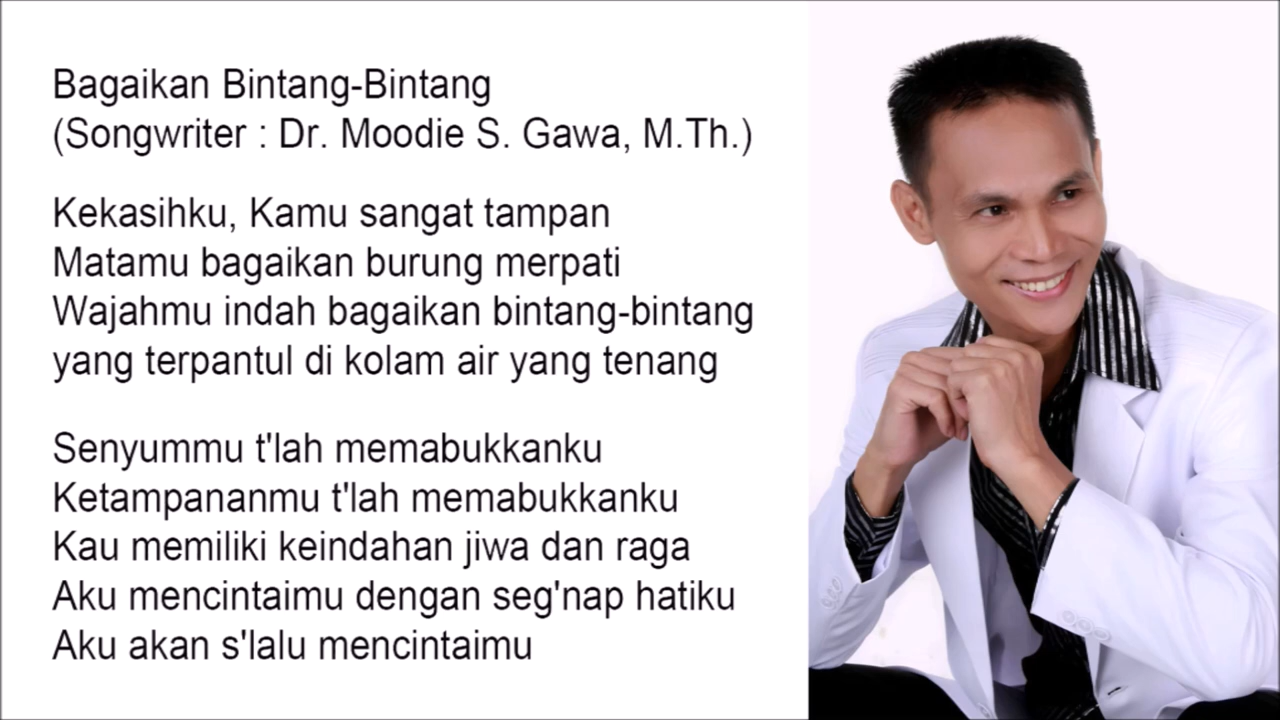 Bagaikan Bintang-Bintang
(Songwriter : Dr. Moodie S. Gawa, M.Th.)
Kekasihku, Kamu sangat tampan
Matamu bagaikan burung merpati
Wajahmu indah bagaikan bintang-bintang
yang terpantul di kolam air yang tenang
Senyummu t'lah memabukkanku
Ketampananmu t'lah memabukkanku
Kau memiliki keindahan jiwa dan raga
Aku mencintaimu dengan seg'nap hatiku
Aku akan s'lalu mencintaimu